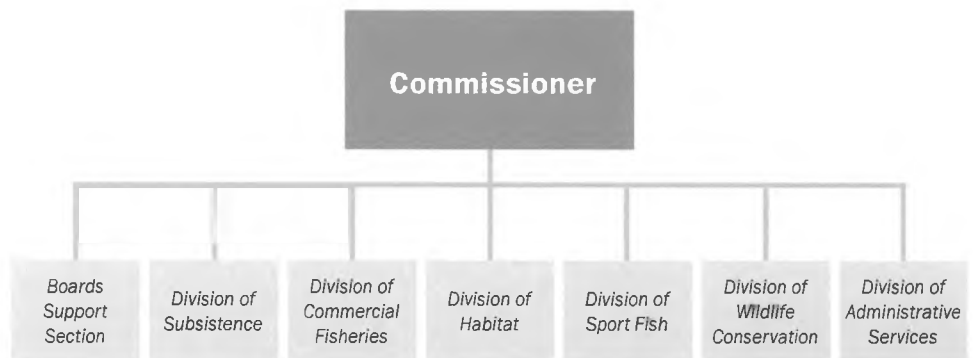 Commissioner
Boards
Support
Section
Division of
Subsistence
Division of
Commercial
Fisheries
Division of
Habitat
Division of
Sport Fish
Division of
Wildlife
Conservation
Division of
Administrative
Services